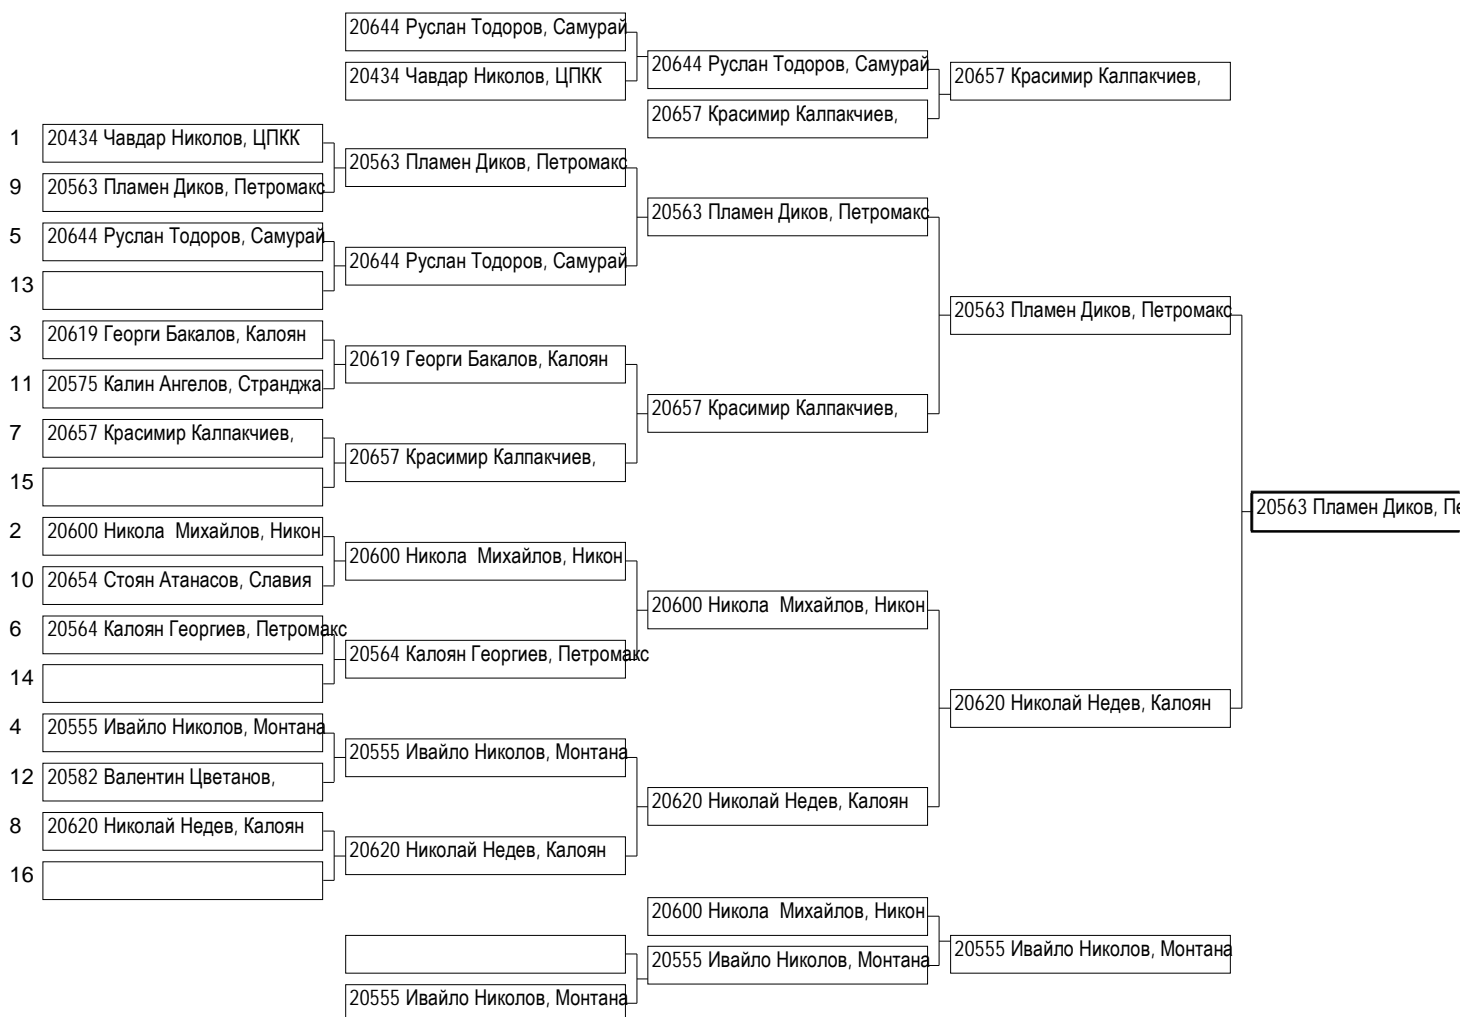 20644 Руслан Тодоров, Самурай
20434 Чавдар Николов, ЦПКК
20644 Руслан Тодоров, Самурай
20657 Красимир Калпакчиев,
20657 Красимир Калпакчиев,
1 20434 Чавдар Николов, ЦПКК
20563 Пламен Диков, Петромакс
9 20563 Пламен Диков, Петромакс
20563 Пламен Диков, Петромакс
5 20644 Руслан Тодоров, Самурай
20644 Руслан Тодоров, Самурай
13
20563 Пламен Диков, Петромакс
3 20619 Георги Бакалов, Калоян
20619 Георги Бакалов, Калоян
11 20575 Калин Ангелов, Странджа
20657 Красимир Калпакчиев,
7 20657 Красимир Калпакчиев,
20657 Красимир Калпакчиев,
15
20563 Пламен Диков,
2 20600 Никола Михайлов, Никон
20600 Никола Михайлов, Никон
10 20654 Стоян Атанасов, Славия
20600 Никола Михайлов, Никон
6 20564 Калоян Георгиев, Петромакс
20564 Калоян Георгиев, Петромакс
14
20620 Николай Недев, Калоян
4 20555 Ивайло Николов, Монтана
20555 Ивайло Николов, Монтана
12 20582 Валентин Цветанов,
20620 Николай Недев, Калоян
8 20620 Николай Недев, Калоян
20620 Николай Недев, Калоян
16
20600 Никола Михайлов, Никон
20555 Ивайло Николов, Монтана
20555 Ивайло Николов, Монтана
20555 Ивайло Николов, Монтана